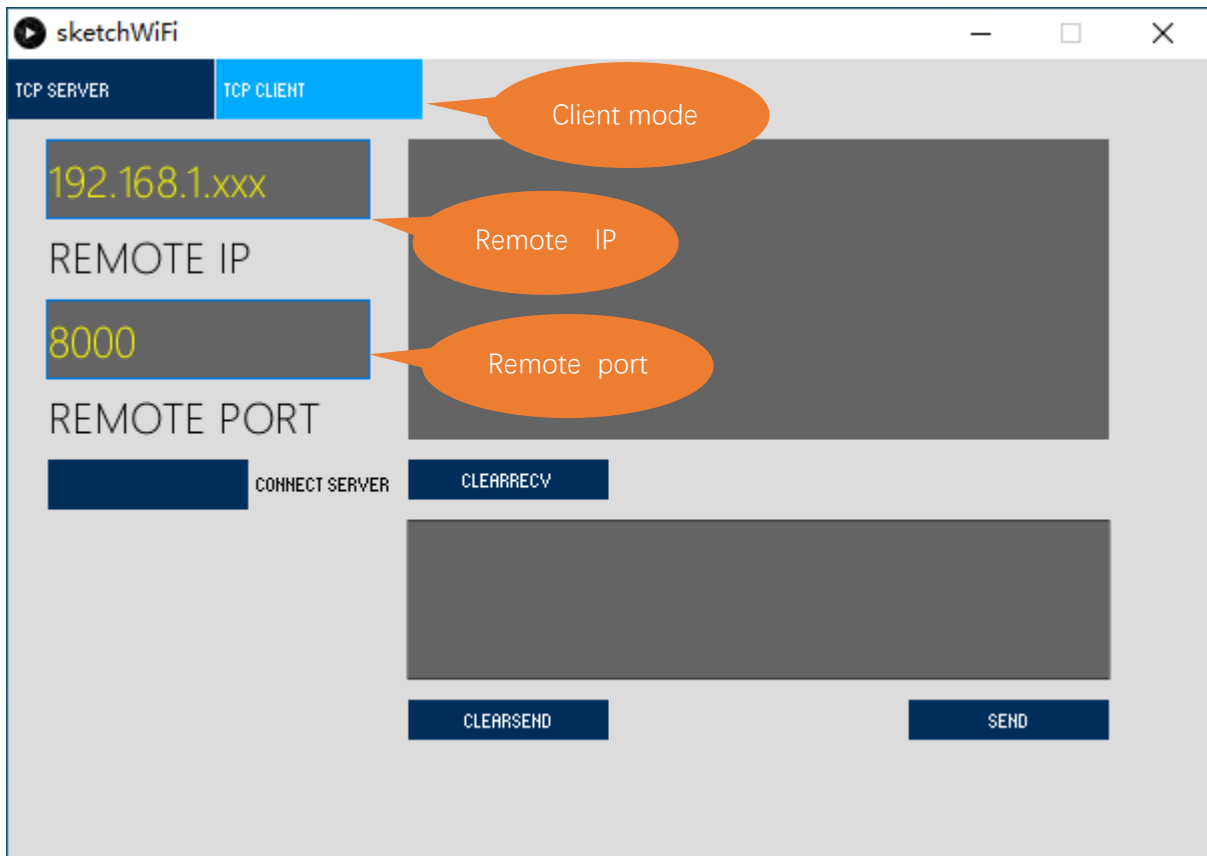 sketchWiFi
TCP SERVER
TCP CLIENT
Client mode
192.168.1.xxx
Remote IP
REMOTE IP
8000
Remote port
REMOTE PORT
CONNECT SERVER
CLEARRECV
CLEARSEND
SEND